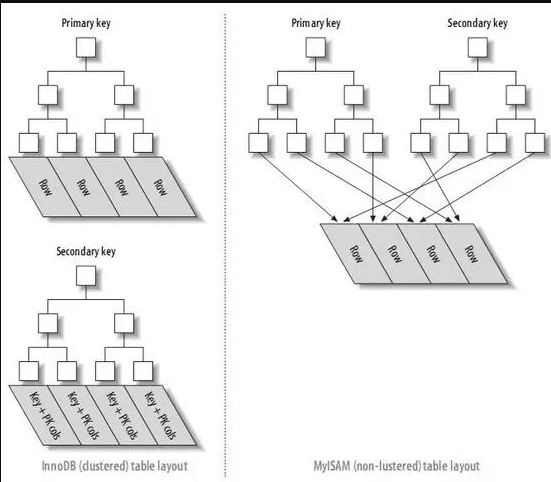 Primary key
Row
Row
Row
Row
Secondary key
Key + PK cols
Key + PK cols
Key + PK cols
Key + PK cols
InnoDB (clustered) table layout
Primary key
Secondary key
Row
Row
Row
Row
MyISAM (non-lustered) table layout